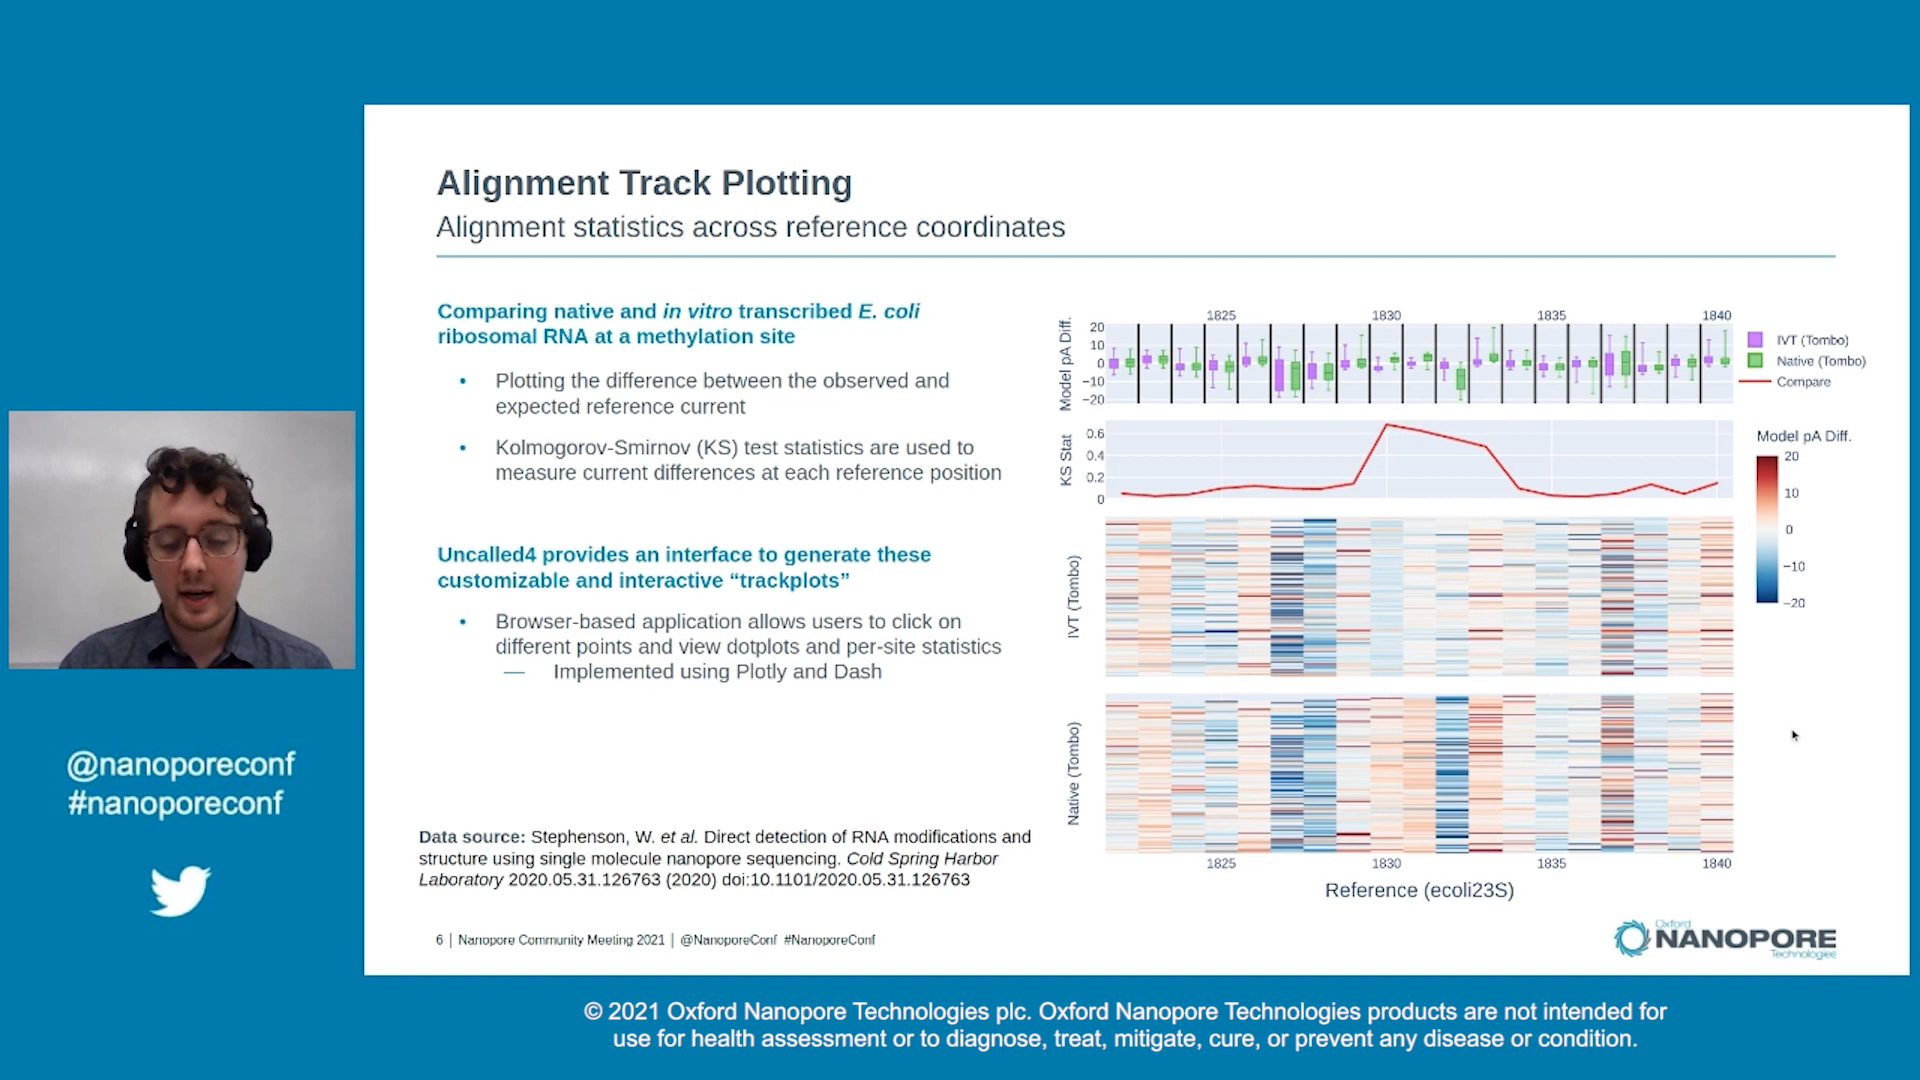 Alignment Track Plotting
Alignment statistics across reference coordinates
Comparing native and in vitro transcribed E. coli
ribosomal RNA at a methylation site
• Plotting the difference between the observed and
expected reference current
• Kolmogorov-Smirnov (KS) test statistics are used to
measure current differences at each reference position
Uncalled4 provides an interface to generate these
customizable and interactive “trackplots”
• Browser-based application allows users to click on
different points and view dotplots and per-site statistics
— Implemented using Plotly and Dash
Data source: Stephenson, W. et al. Direct detection of RNA modifications and
structure using single molecule nanopore sequencing. Cold Spring Harbor
Laboratory 2020.05.31.126763 (2020) doi:10.1101/2020.05.31.126763
1825 1830 1835 1840
Model pA Diff.
20
10
0
−10
−20
IVT (Tombo)
Native (Tombo)
Compare
KS Stat
0.6
0.4
0.2
0
Model pA Diff.
20
10
0
−10
−20
IVT (Tombo)
Native (Tombo)
1825 1830 1835 1840
Reference (ecoli23S)
6 | Nanopore Community Meeting 2021 | @NanoporeConf #NanoporeConf
Oxford
NANOPORE
Technologies
@nanoporeconf
#nanoporeconf
© 2021 Oxford Nanopore Technologies plc. Oxford Nanopore Technologies products are not intended for
use for health assessment or to diagnose, treat, mitigate, cure, or prevent any disease or condition.